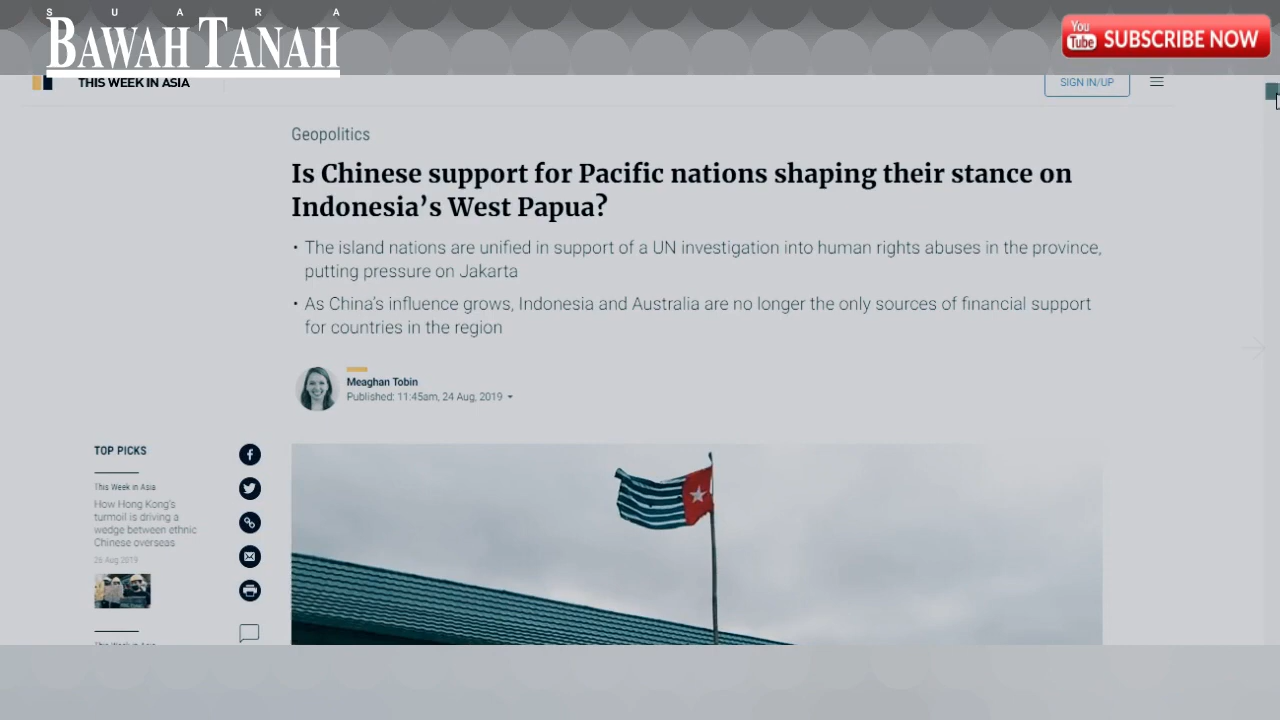 SUARA
BAWAH TANAH
You
Tube
SUBSCRIBE NOW
THIS WEEK IN ASIA
SIGN IN/UP
Geopolitics
Is Chinese support for Pacific nations shaping their stance on
Indonesia’s West Papua?
• The island nations are unified in support of a UN investigation into human rights abuses in the province,
putting pressure on Jakarta
• As China's influence grows, Indonesia and Australia are no longer the only sources of financial support
for countries in the region
Meaghan Tobin
Published: 11:45am, 24 Aug, 2019
TOP PICKS
This Week in Asia
How Hong Kong's
turmoil is driving a
wedge between ethnic
Chinese overseas
26 Aug 2019
This Week in Asia